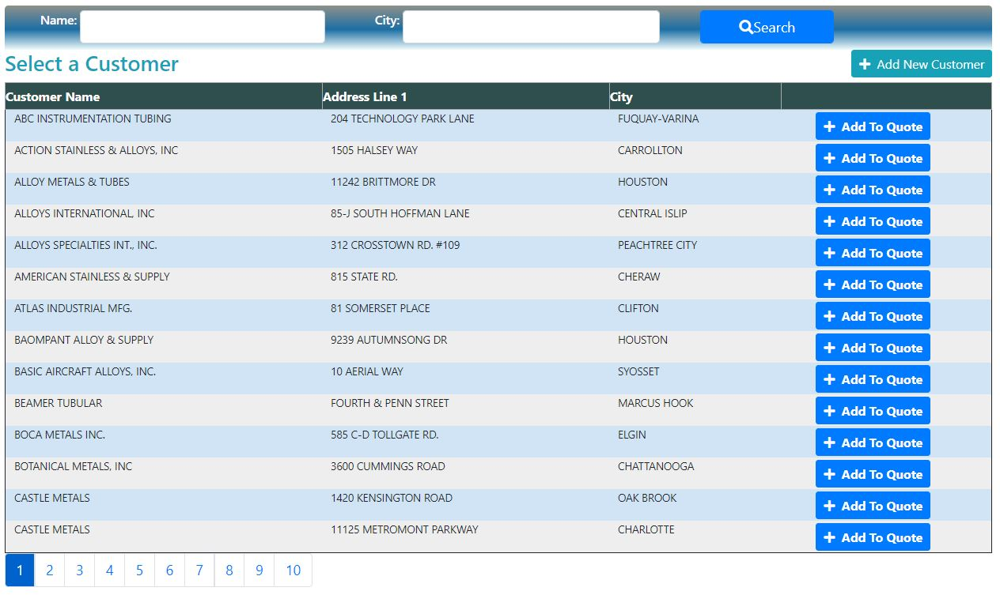 Name: City: Search
Select a Customer Add New Customer
Customer Name Address Line 1 City
ABC INSTRUMENTATION TUBING 204 TECHNOLOGY PARK LANE FUQUAY-VARINA Add To Quote
ACTION STAINLESS & ALLOYS, INC 1505 HALSEY WAY CARROLLTON Add To Quote
ALLOY METALS & TUBES 11242 BRITTMORE DR HOUSTON Add To Quote
ALLOYS INTERNATIONAL, INC 85-J SOUTH HOFFMAN LANE CENTRAL ISLIP Add To Quote
ALLOYS SPECIALTIES INT., INC. 312 CROSSTOWN RD. #109 PEACHTREE CITY Add To Quote
AMERICAN STAINLESS & SUPPLY 815 STATE RD. CHERAW Add To Quote
ATLAS INDUSTRIAL MFG. 81 SOMERSET PLACE CLIFTON Add To Quote
BAOMPANT ALLOY & SUPPLY 9239 AUTUMNSONG DR HOUSTON Add To Quote
BASIC AIRCRAFT ALLOYS, INC. 10 AERIAL WAY SYOSSET Add To Quote
BEAMER TUBULAR FOURTH & PENN STREET MARCUS HOOK Add To Quote
BOCA METALS INC. 585 C-D TOLLGATE RD. ELGIN Add To Quote
BOTANICAL METALS, INC 3600 CUMMINGS ROAD CHATTANOOGA Add To Quote
CASTLE METALS 1420 KENSINGTON ROAD OAK BROOK Add To Quote
CASTLE METALS 11125 METROMONT PARKWAY CHARLOTTE Add To Quote
1 2 3 4 5 6 7 8 9 10